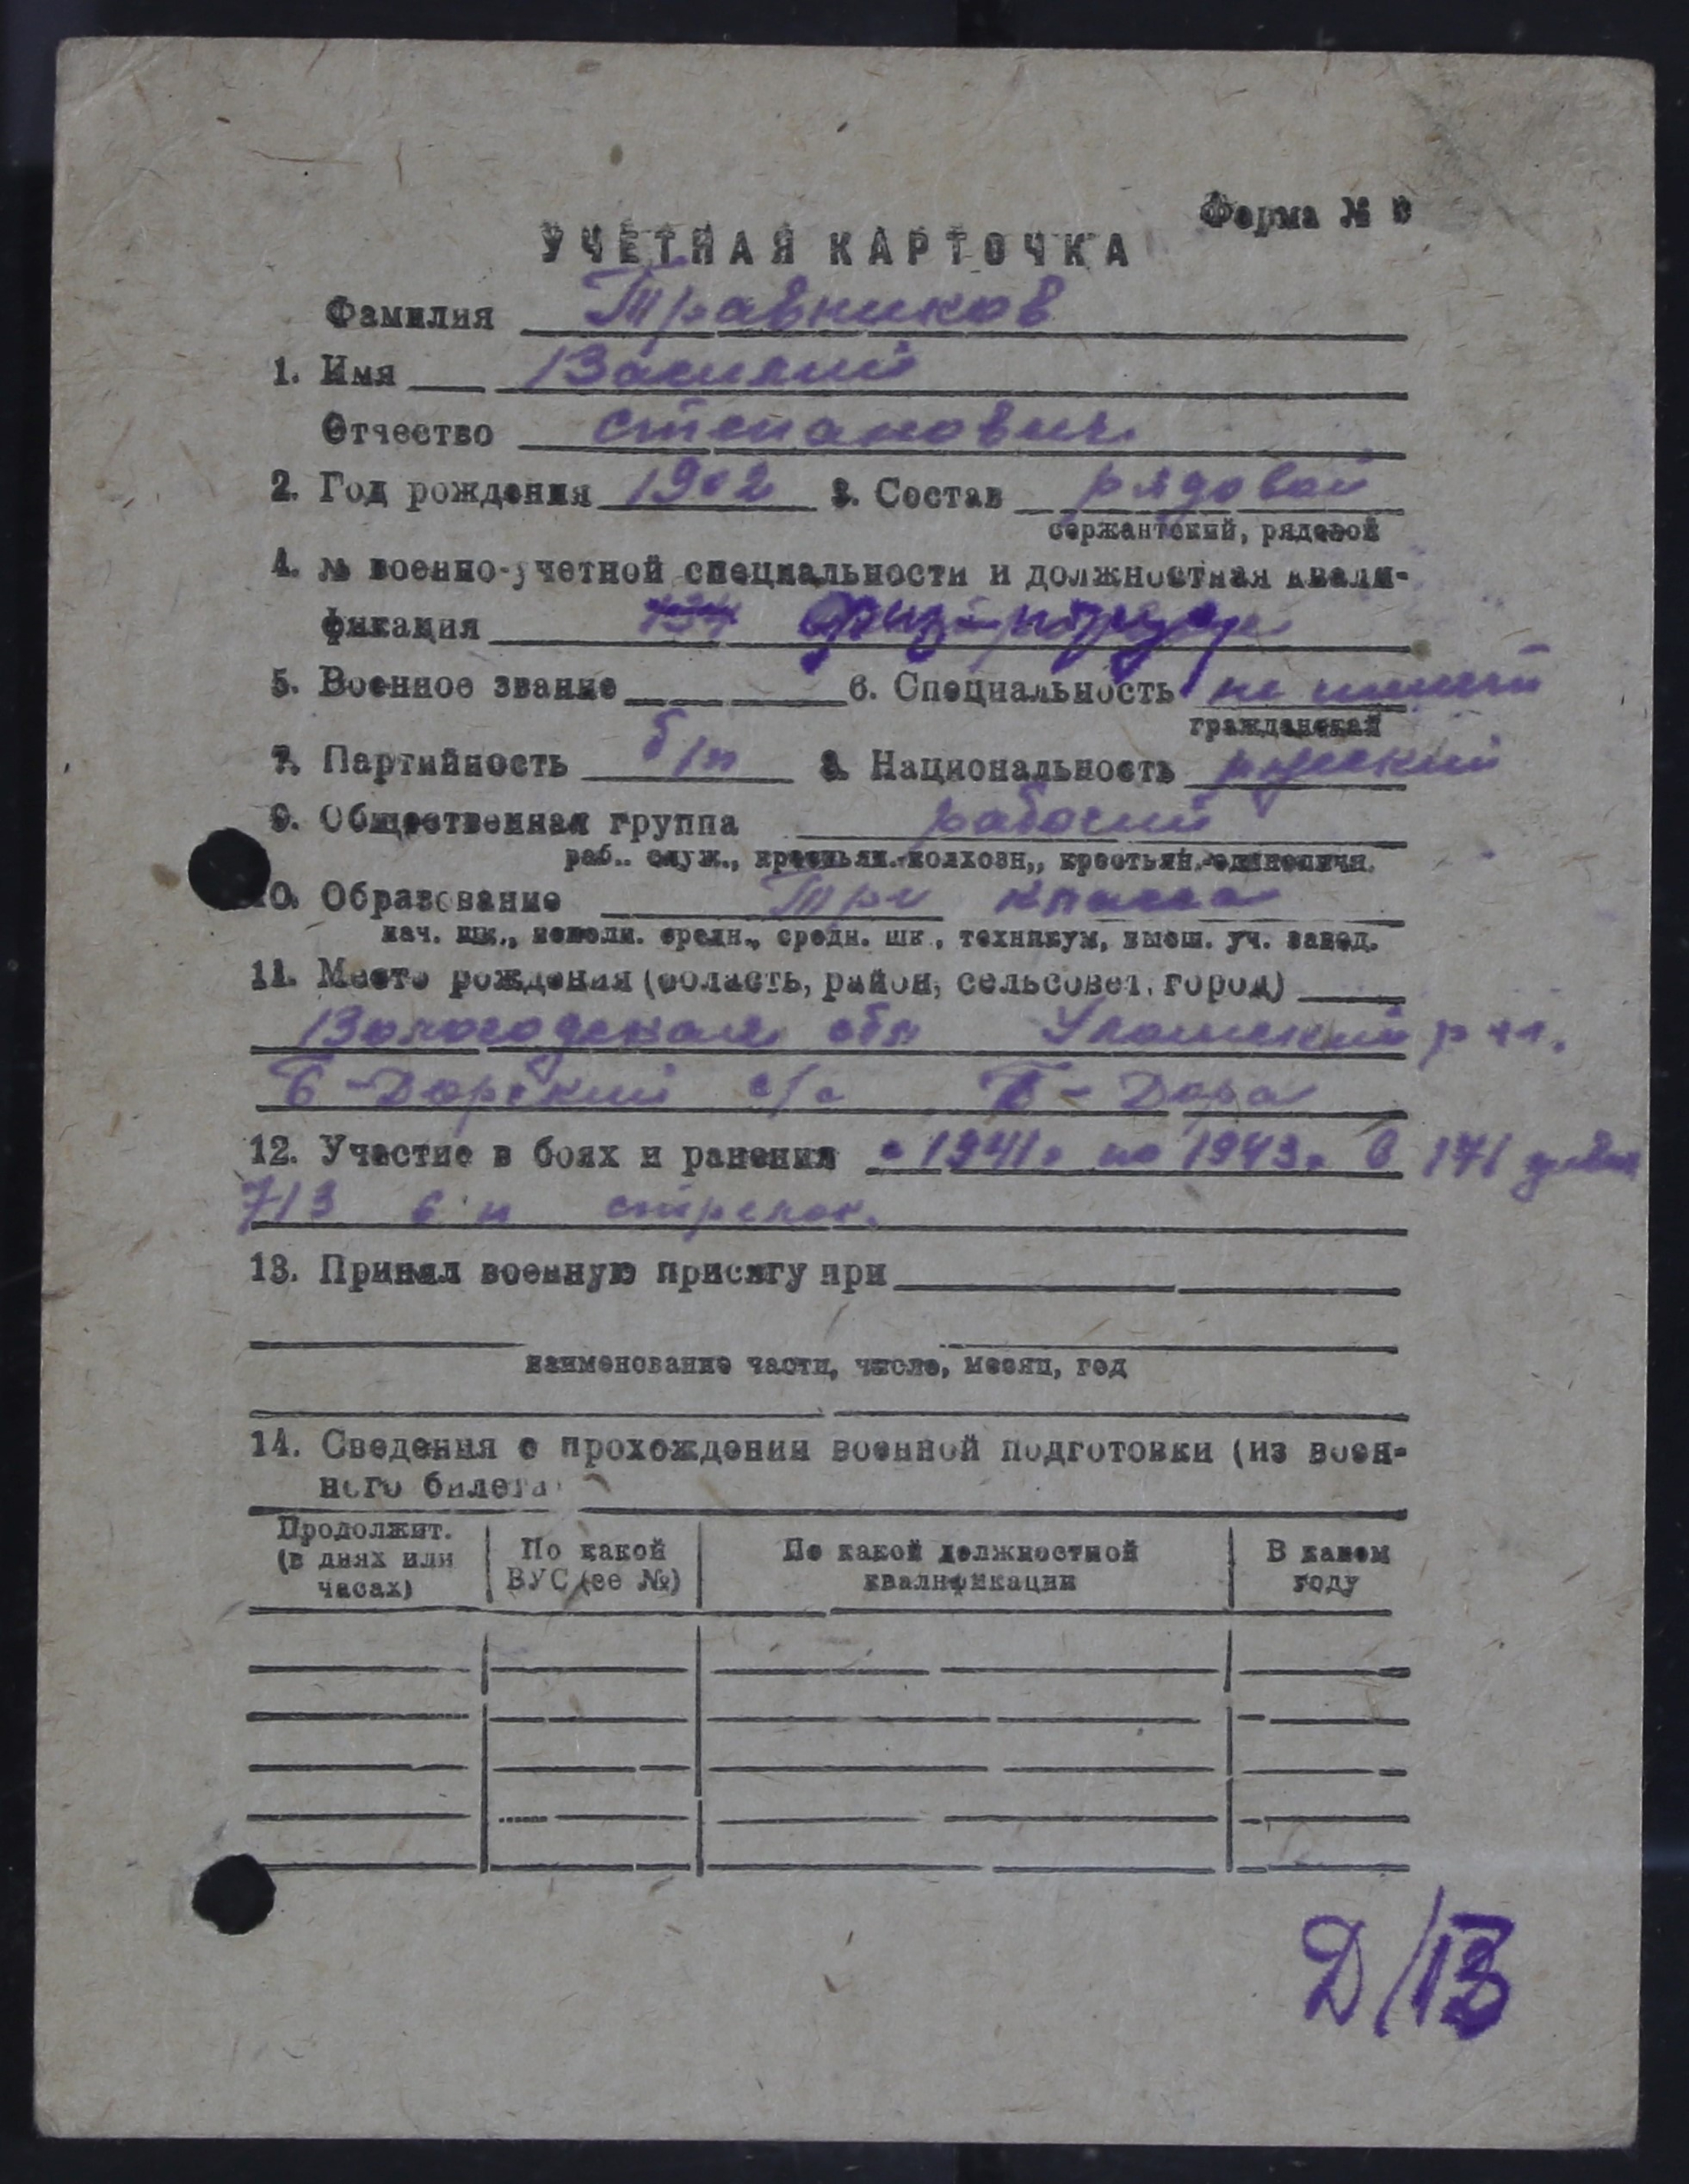 Форма №
УЧЕТНАЯ КАРТОЧКА
Фамилия Травников
1. Имя Василий
Отчество Степанович
2. Год рождения 1902 3. Состав рядовой
сержантский, рядовой
4. № военно-учетной специальности и должностная квали-
фикация 134
5. Военное звание 6. Специальность не имеет
гражданская
7. Партийность б/п 8. Национальность русский
9. Общественная группа рабочий
раб., служ., крестьян.-колхозн., крестьян.-единоличн.
10. Образование Три класса
нач. шк., неполн. средн., средн. шк., техникум, высш. уч. завед.
11. Место рождения (область, район, сельсовет, город)
Вологодская обл Уломский р-н.
Б-Дорский с/с Б-Дора
12. Участие в боях и ранения с 1941 по 1943г. в 171
713 стрелок.
13. Принял военную присягу при
наименование части, число, месяц, год
14. Сведения о прохождении военной подготовки (из воен-
ного билета)
Продолжит. (в днях или часах) По какой ВУС (ее №) По какой должностной квалификации В каком году
Д/13